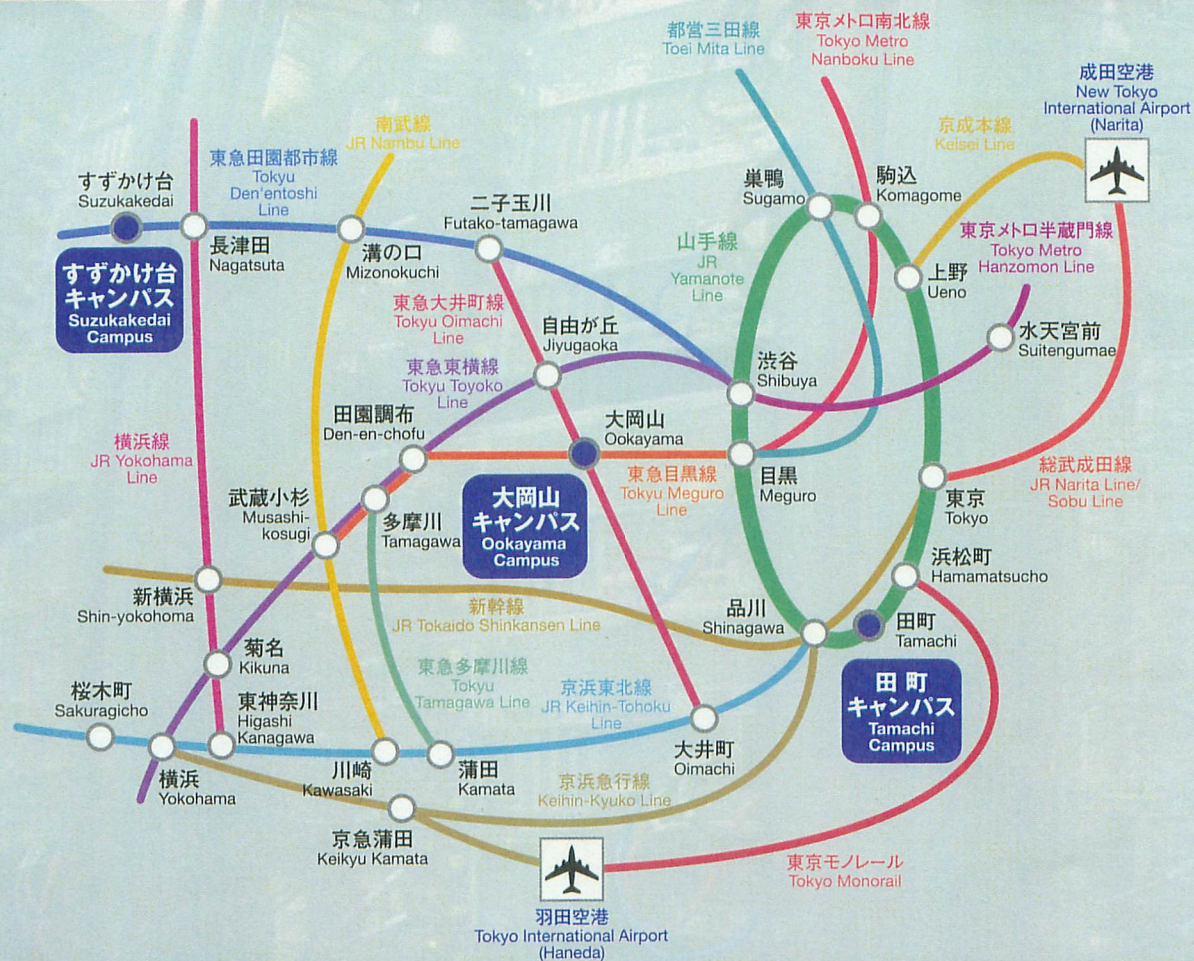 都営三田線
Toei Mita Line
東京メトロ南北線
Tokyo Metro
Nanboku Line
成田空港
New Tokyo
International Airport
(Narita)
南武線
JR Nambu Line
京成本線
Keisei Line
東急田園都市線
Tokyu
Den'entoshi
Line
すずかけ台
Suzukakedai
二子玉川
Futako-tamagawa
巣鴨
Sugamo
駒込
Komagome
長津田
Nagatsuta
溝の口
Mizonokuchi
山手線
JR
Yamanote
Line
東京メトロ半蔵門線
Tokyo Metro
Hanzomon Line
上野
Ueno
すずかけ台
キャンパス
Suzukakedai
Campus
東急大井町線
Tokyu Oimachi
Line
自由が丘
Jiyugaoka
水天宮前
Suitengumae
東急東横線
Tokyu Toyoko
Line
渋谷
Shibuya
田園調布
Den-en-chofu
大岡山
Ookayama
横浜線
JR Yokohama
Line
東急目黒線
Tokyu Meguro
Line
目黒
Meguro
総武成田線
JR Narita Line/
Sobu Line
武蔵小杉
Musashi-
kosugi
多摩川
Tamagawa
大岡山
キャンパス
Ookayama
Campus
東京
Tokyo
浜松町
Hamamatsucho
新横浜
Shin-yokohoma
新幹線
JR Tokaido Shinkansen Line
品川
Shinagawa
田町
Tamachi
菊名
Kikuna
東急多摩川線
Tokyu
Tamagawa Line
京浜東北線
JR Keihin-Tohoku
Line
田 町
キャンパス
Tamachi
Campus
桜木町
Sakuragicho
東神奈川
Higashi
Kanagawa
横浜
Yokohama
川崎
Kawasaki
蒲田
Kamata
大井町
Oimachi
京浜急行線
Keihin-Kyuko Line
京急蒲田
Keikyu Kamata
東京モノレール
Tokyo Monorail
羽田空港
Tokyo International Airport
(Haneda)